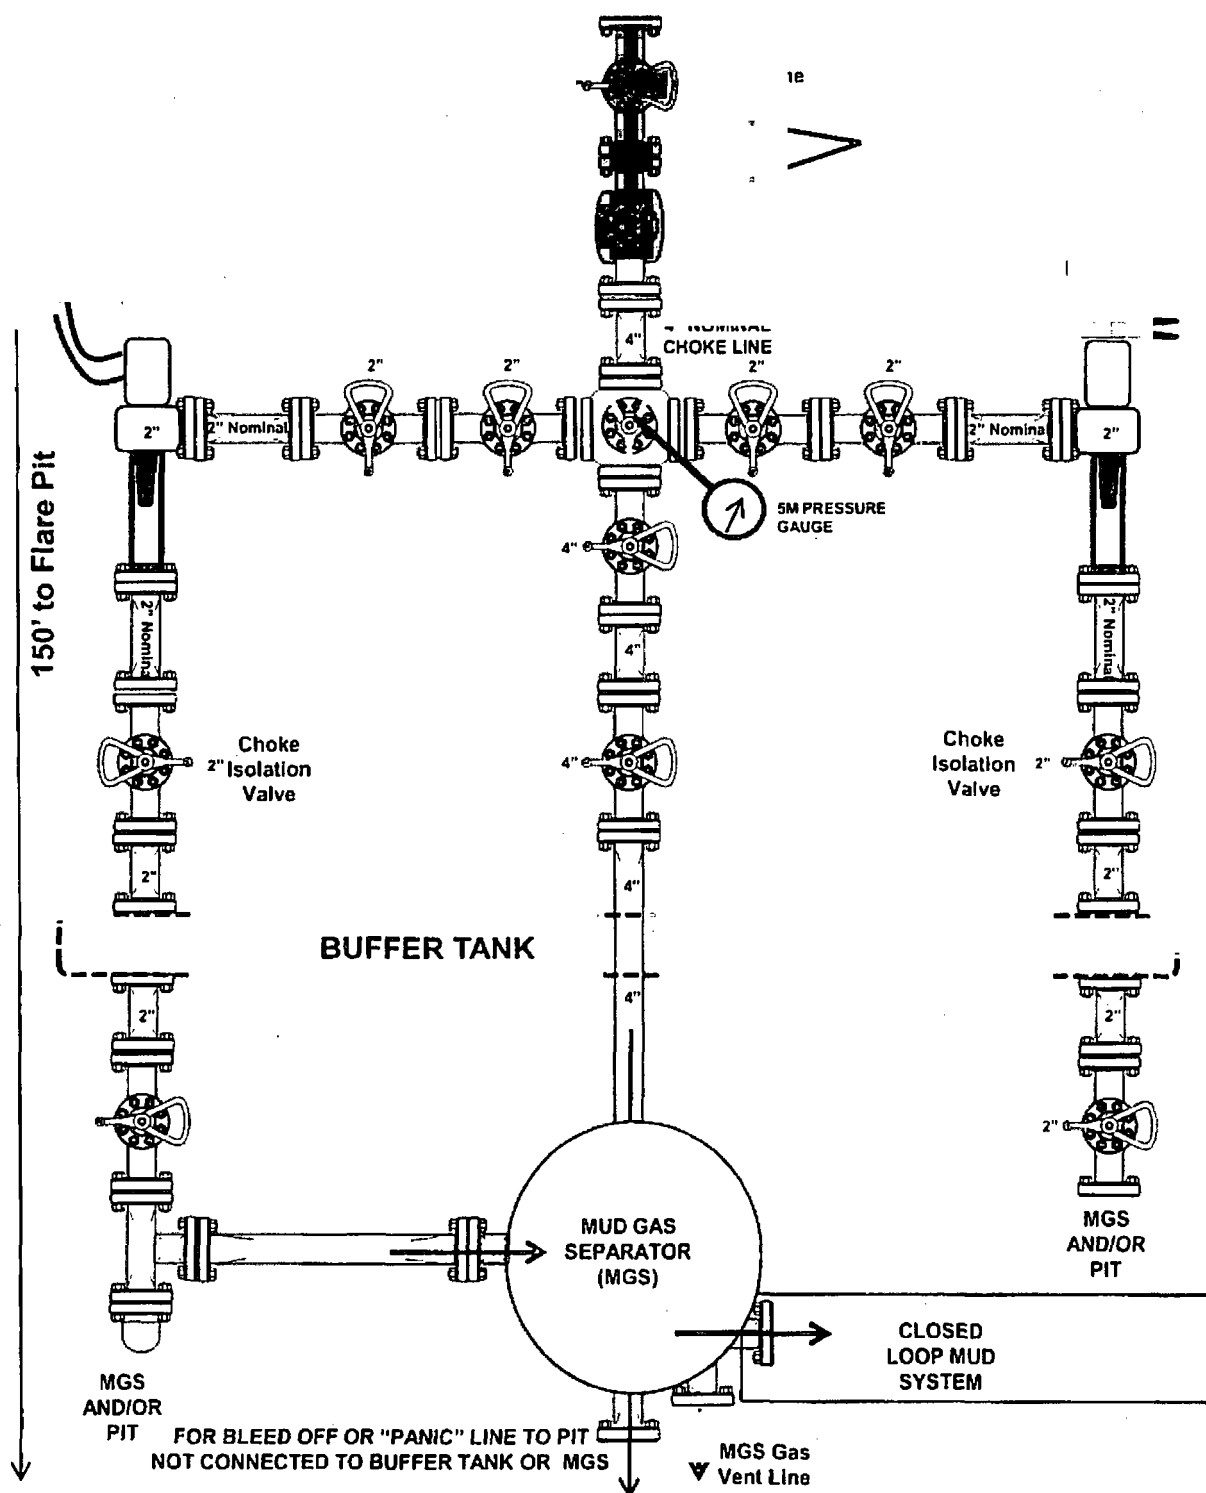 4"
CHOKE LINE
2"
2"
2"
2"
2"
2" Nominal
2" Nomina
2"
150' to Flare Pit
5M PRESSURE
GAUGE
4"
2" Nomina
4"
2" Nomina
Choke
Isolation
Valve
2"
4"
Choke
Isolation
Valve
2"
2"
4"
2"
BUFFER TANK
2"
4"
2"
2"
MUD GAS
SEPARATOR
(MGS)
MGS
AND/OR
PIT
CLOSED
LOOP MUD
SYSTEM
MGS
AND/OR
PIT
FOR BLEED OFF OR "PANIC" LINE TO PIT
NOT CONNECTED TO BUFFER TANK OR MGS
MGS Gas
Vent Line